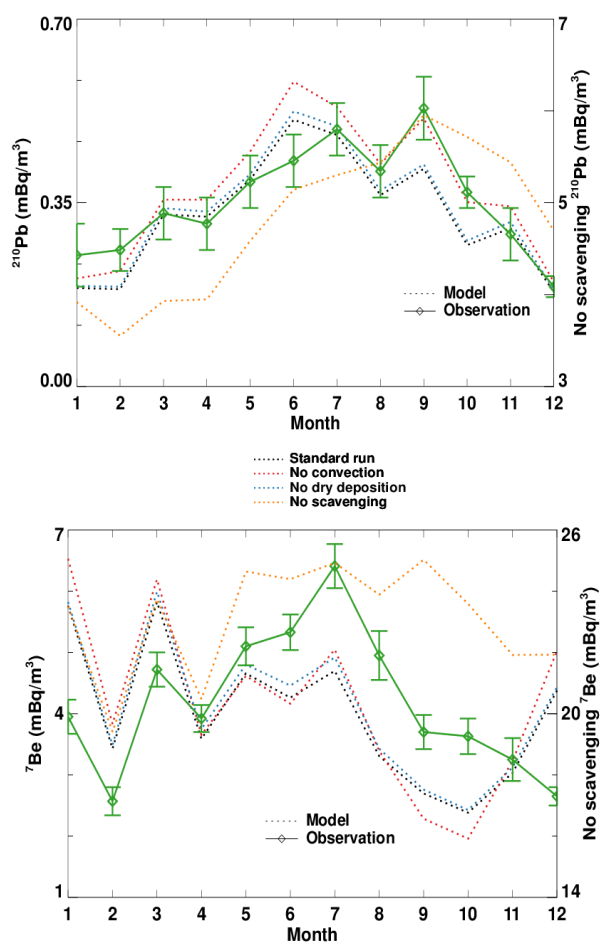 0.70
0.35
0.00
²¹⁰Pb (mBq/m³)
7
5
3
No scavenging ²¹⁰Pb (mBq/m³)
Model
Observation
1 2 3 4 5 6 7 8 9 10 11 12
Month
Standard run
No convection
No dry deposition
No scavenging
7
4
1
⁷Be (mBq/m³)
26
20
14
No scavenging ⁷Be (mBq/m³)
Model
Observation
1 2 3 4 5 6 7 8 9 10 11 12
Month